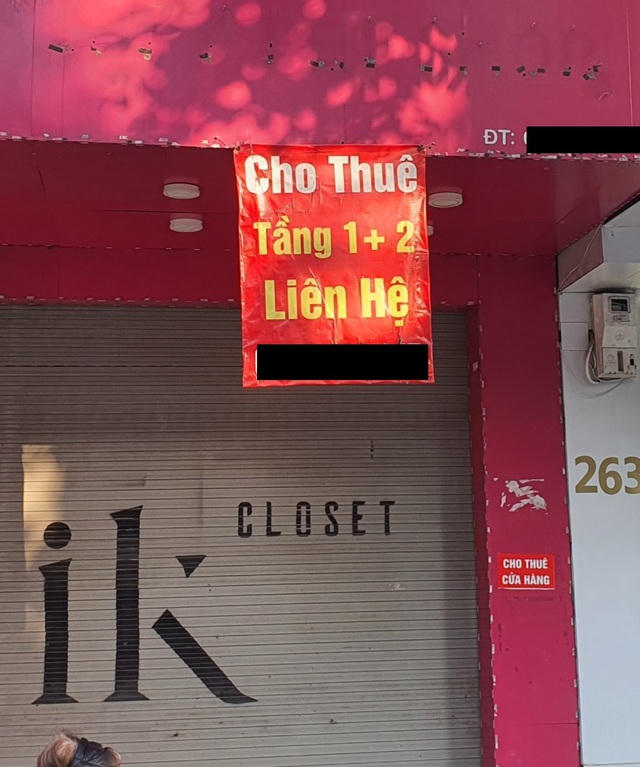 ĐT:
Cho Thuê
Tầng 1+ 2
Liên Hệ
CLOSET
ik
263
CHO THUÊ
CỬA HÀNG